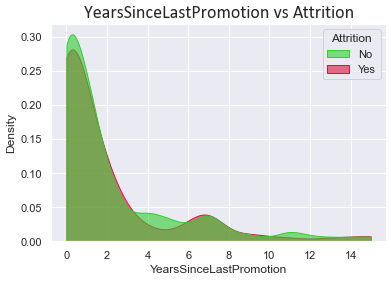 YearsSinceLastPromotion vs Attrition
Attrition
No
Yes
0.30
0.25
0.20
0.15
0.10
0.05
0.00
Density
0 2 4 6 8 10 12 14
YearsSinceLastPromotion